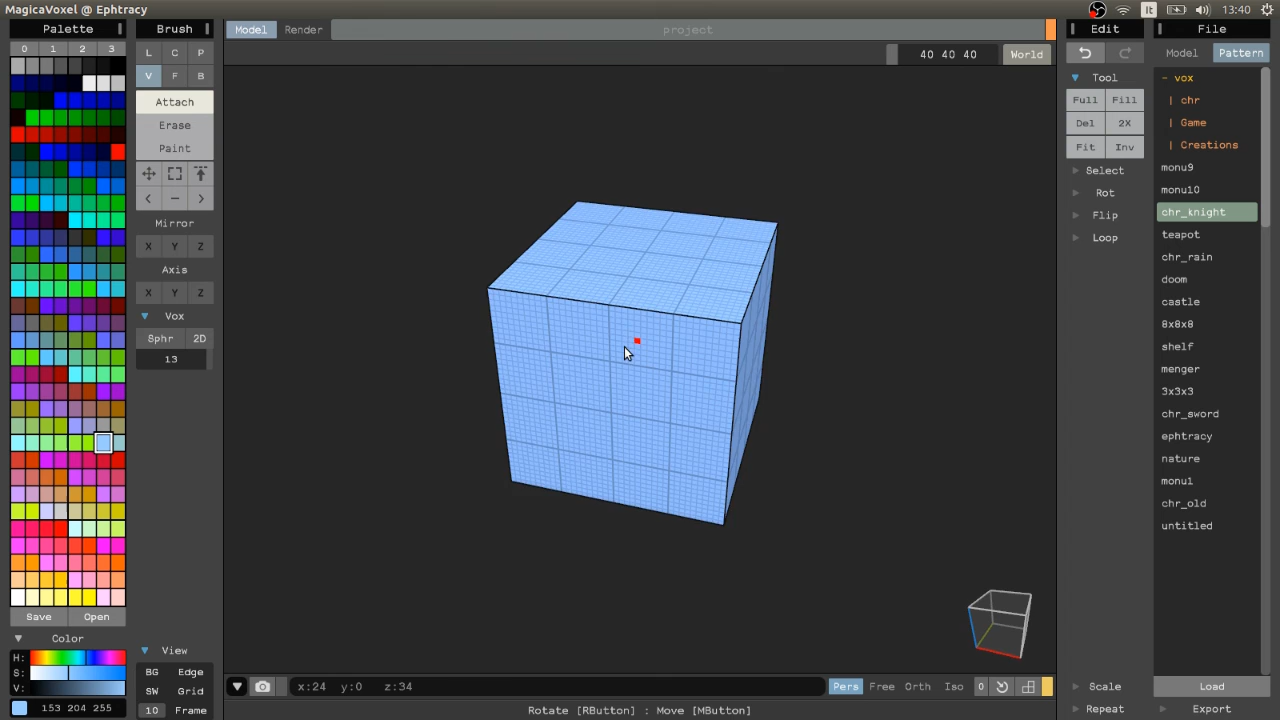 MagicaVoxel @ Ephtracy
It
13:40
Palette
0 1 2 3
Save Open
Color
H:
S:
V:
153 204 255
Brush
L C P
V F B
Attach
Erase
Paint
Mirror
X Y Z
Axis
X Y Z
Vox
Sphr 2D
13
View
BG Edge
SW Grid
10 Frame
Model Render project
40 40 40 World
x:24 y:0 z:34
Pers Free Orth Iso 0
Rotate [RButton] : Move [MButton]
Edit
Tool
Full Fill
Del 2X
Fit Inv
Select
Rot
Flip
Loop
Scale
Repeat
File
Model Pattern
- vox
| chr
| Game
| Creations
monu9
monu10
chr_knight
teapot
chr_rain
doom
castle
8x8x8
shelf
menger
3x3x3
chr_sword
ephtracy
nature
monu1
chr_old
untitled
Load
Export